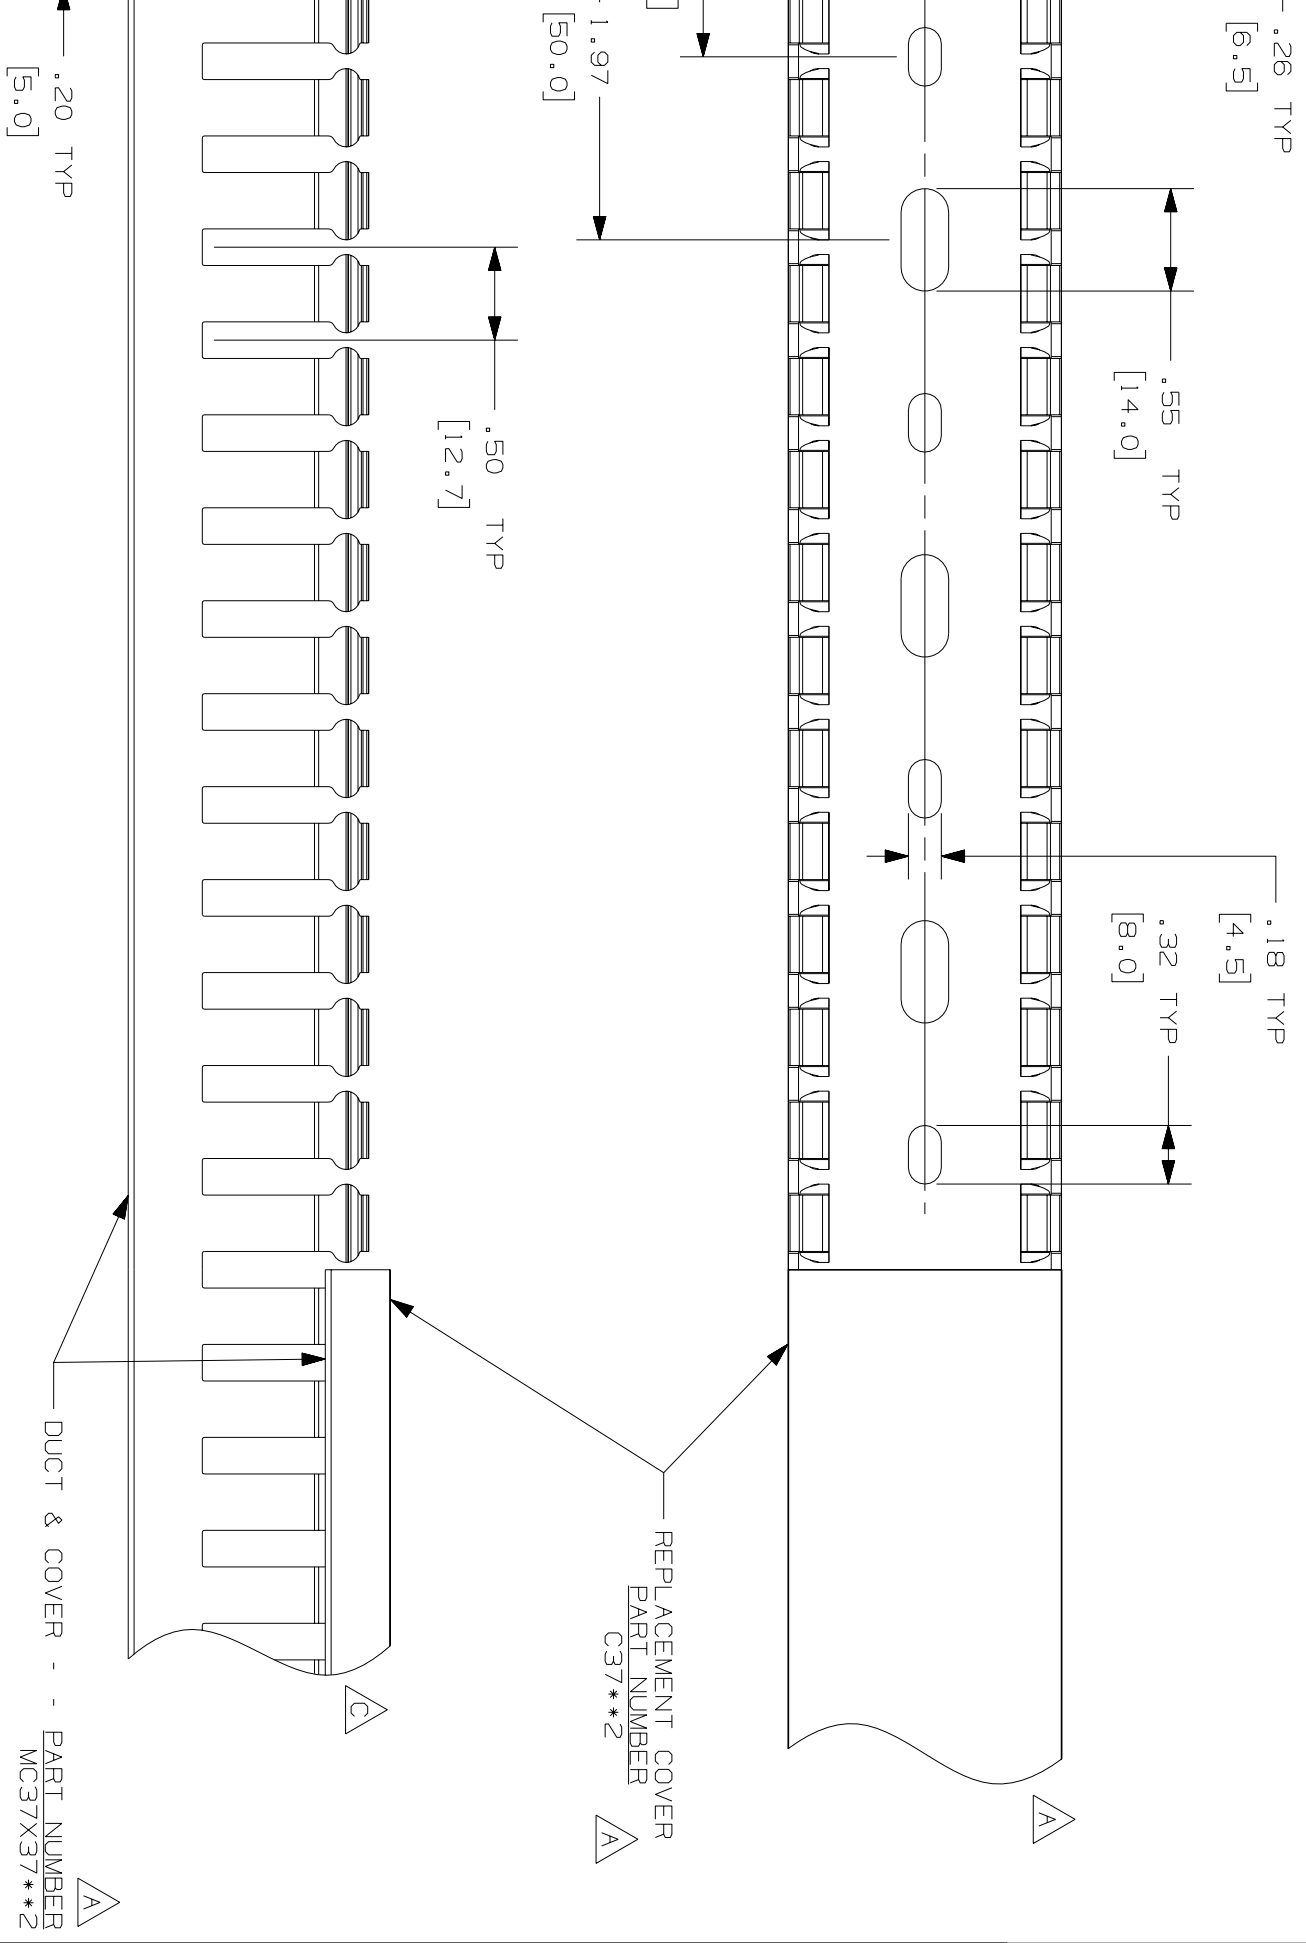 .26 TYP
[6.5]
.55 TYP
[14.0]
.18 TYP
[4.5]
.32 TYP
[8.0]
1.97
[50.0]
]
.50 TYP
[12.7]
.20 TYP
[5.0]
A
REPLACEMENT COVER
PART NUMBER
C37**2
A
C
DUCT & COVER - - PART NUMBER
MC37X37**2
A